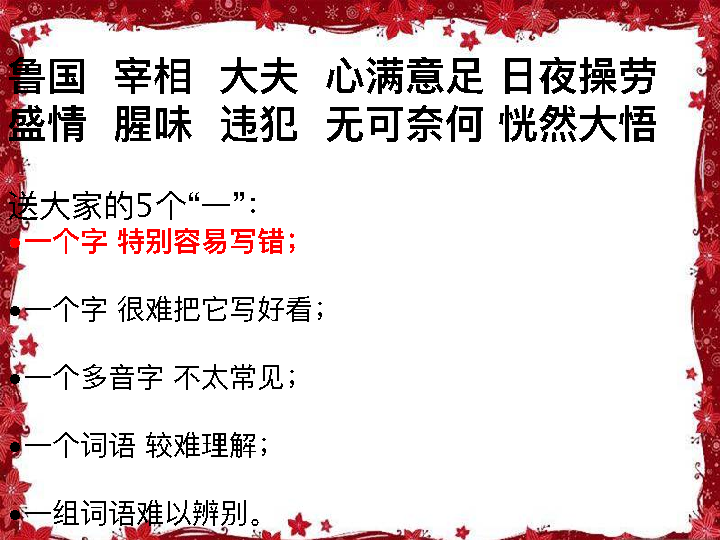 鲁国 宰相 大夫 心满意足 日夜操劳
盛情 腥味 违犯 无可奈何 恍然大悟
送大家的5个“一”：
•一个字 特别容易写错；
•一个字 很难把它写好看；
•一个多音字 不太常见；
•一个词语 较难理解；
•一组词语难以辨别。